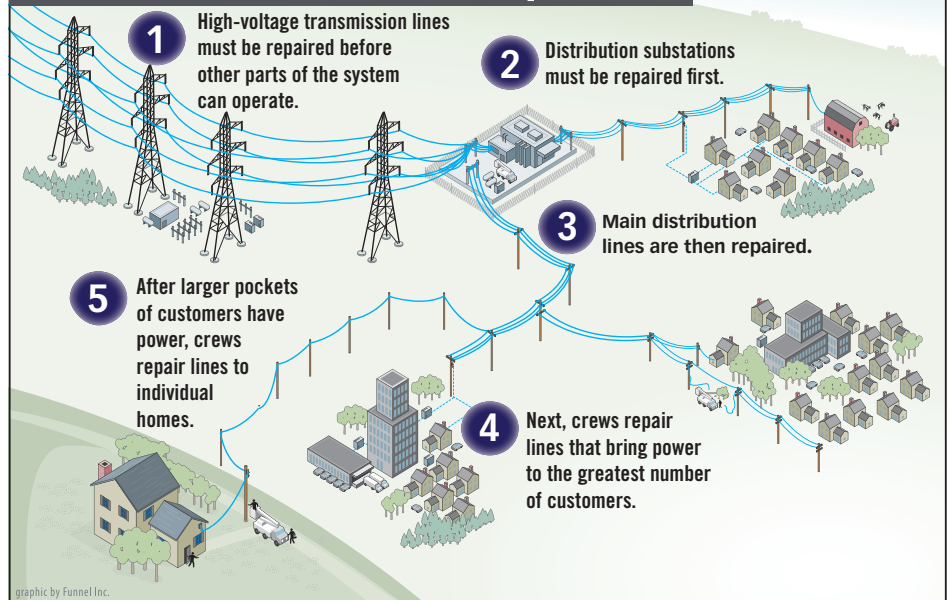 1
High-voltage transmission lines
must be repaired before
other parts of the system
can operate.
2
Distribution substations
must be repaired first.
3
Main distribution
lines are then repaired.
5
After larger pockets
of customers have
power, crews
repair lines to
individual
homes.
4
Next, crews repair
lines that bring power
to the greatest number
of customers.
graphic by Funnel Inc.